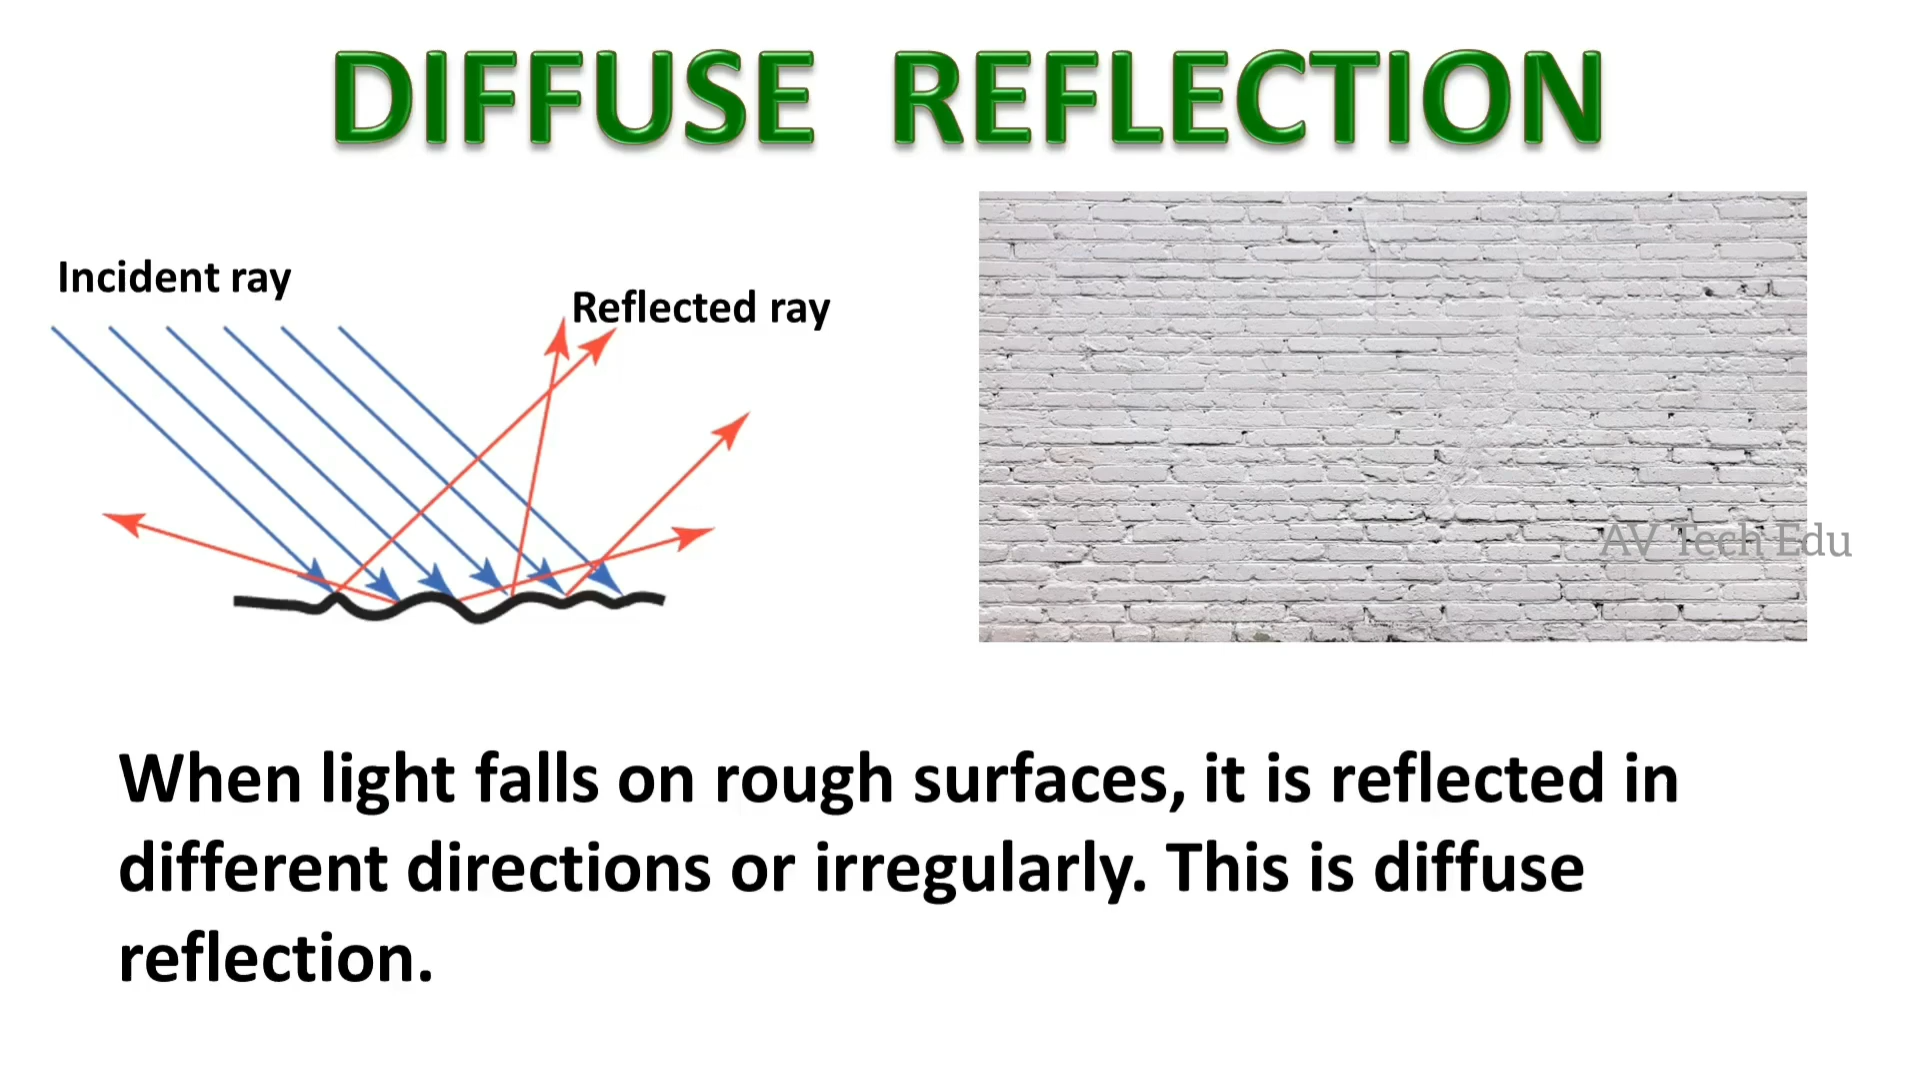 DIFFUSE REFLECTION
Incident ray
Reflected ray
AV Tech Edu
When light falls on rough surfaces, it is reflected in
different directions or irregularly. This is diffuse
reflection.